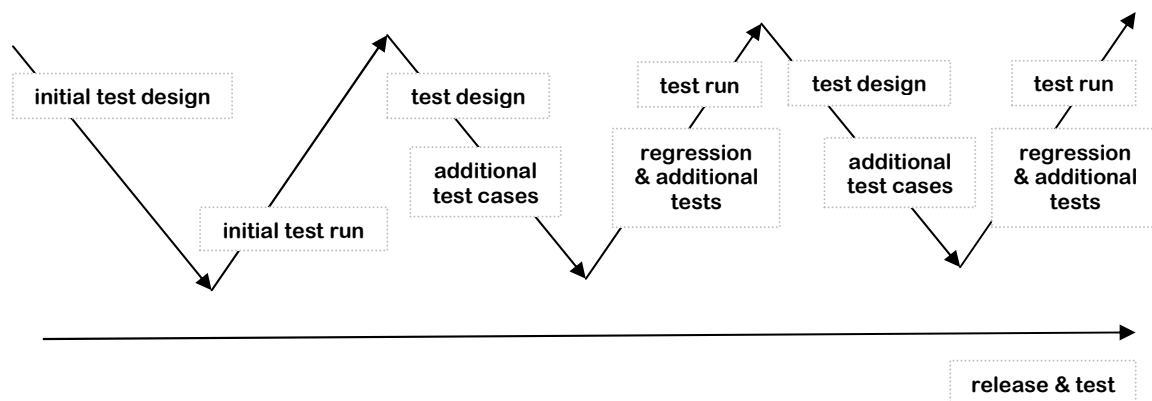 initial test design
initial test run
test design
additional
test cases
test run
regression
& additional
tests
test design
additional
test cases
test run
regression
& additional
tests
release & test